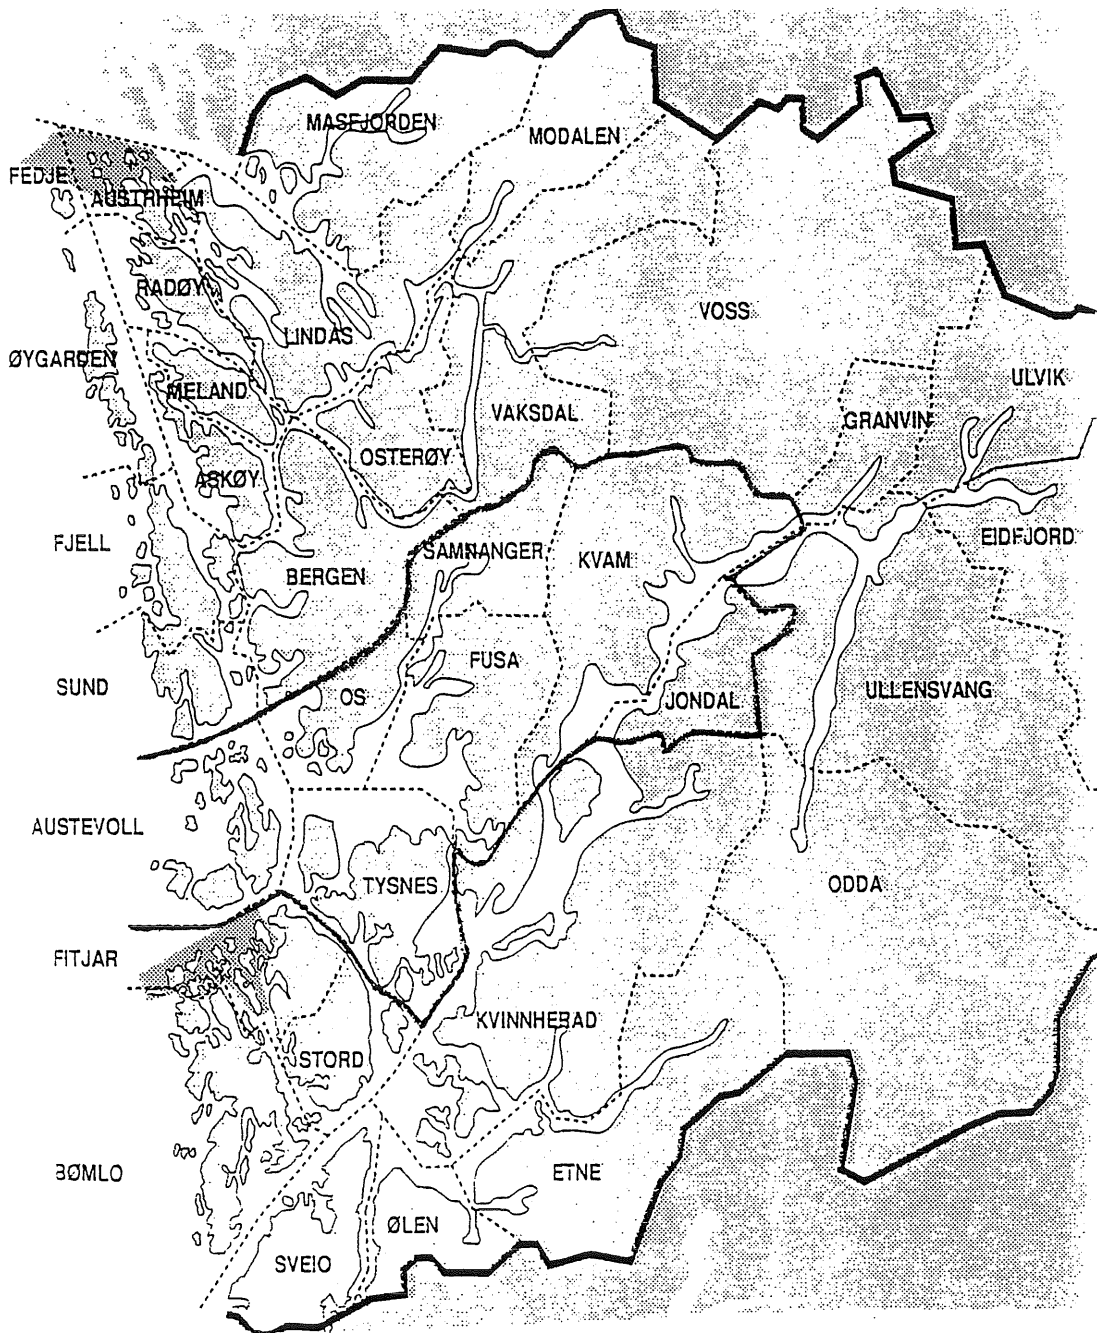 MASFJORDEN
MODALEN
FEDJE
AUSTRHEIM
RADØY
LINDÅS
VOSS
ØYGARDEN
MELAND
ULVIK
VAKSDAL
GRANVIN
OSTERØY
ASKØY
FJELL
SAMNANGER
EIDFJORD
KVAM
BERGEN
FUSA
SUND
OS
JONDAL
ULLENSVANG
AUSTEVOLL
TYSNES
ODDA
FITJAR
KVINNHERAD
STORD
BØMLO
ETNE
ØLEN
SVEIO